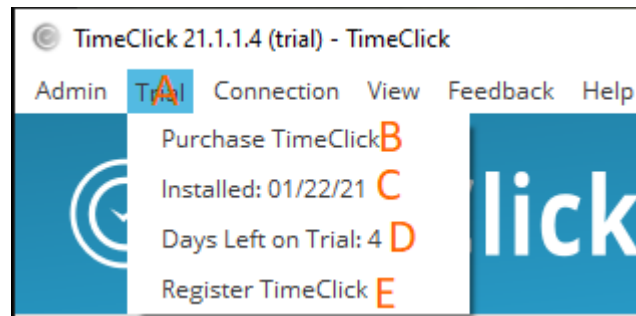 TimeClick 21.1.1.4 (trial) - TimeClick
Admin Trial Connection View Feedback Help
A
Purchase TimeClick B
Installed: 01/22/21 C
lick
Days Left on Trial: 4 D
Register TimeClick E